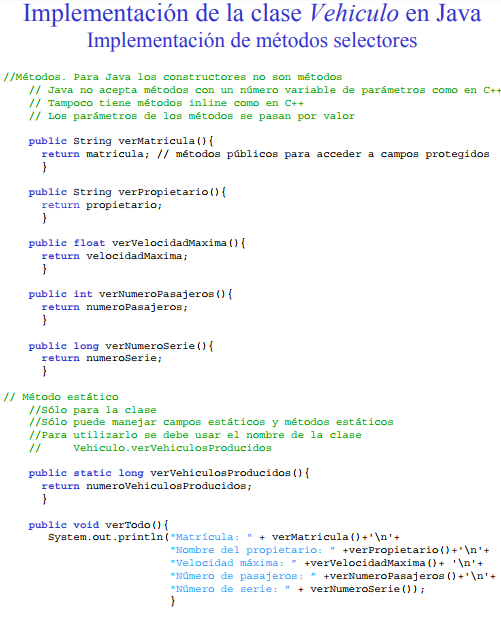 Implementación de la clase Vehiculo en Java
Implementación de métodos selectores
//Métodos. Para Java los constructores no son métodos
// Java no acepta métodos con un número variable de parámetros como en C++
// Tampoco tiene métodos inline como en C++
// Los parámetros de los métodos se pasan por valor
public String verMatricula(){
return matricula; // métodos públicos para acceder a campos protegidos
}
public String verPropietario(){
return propietario;
}
public float verVelocidadMaxima(){
return velocidadMaxima;
}
public int verNumeroPasajeros(){
return numeroPasajeros;
}
public long verNumeroSerie(){
return numeroSerie;
}
// Método estático
//Sólo para la clase
//Sólo puede manejar campos estáticos y métodos estáticos
//Para utilizarlo se debe usar el nombre de la clase
// Vehiculo.verVehiculosProducidos
public static long verVehiculosProducidos(){
return numeroVehiculosProducidos;
}
public void verTodo(){
System.out.println("Matrícula: " + verMatricula()+'\n'+
"Nombre del propietario: " +verPropietario()+'\n'+
"Velocidad máxima: " +verVelocidadMaxima()+ '\n'+
"Número de pasajeros: " +verNumeroPasajeros()+'\n'+
"Número de serie: " + verNumeroSerie());
}